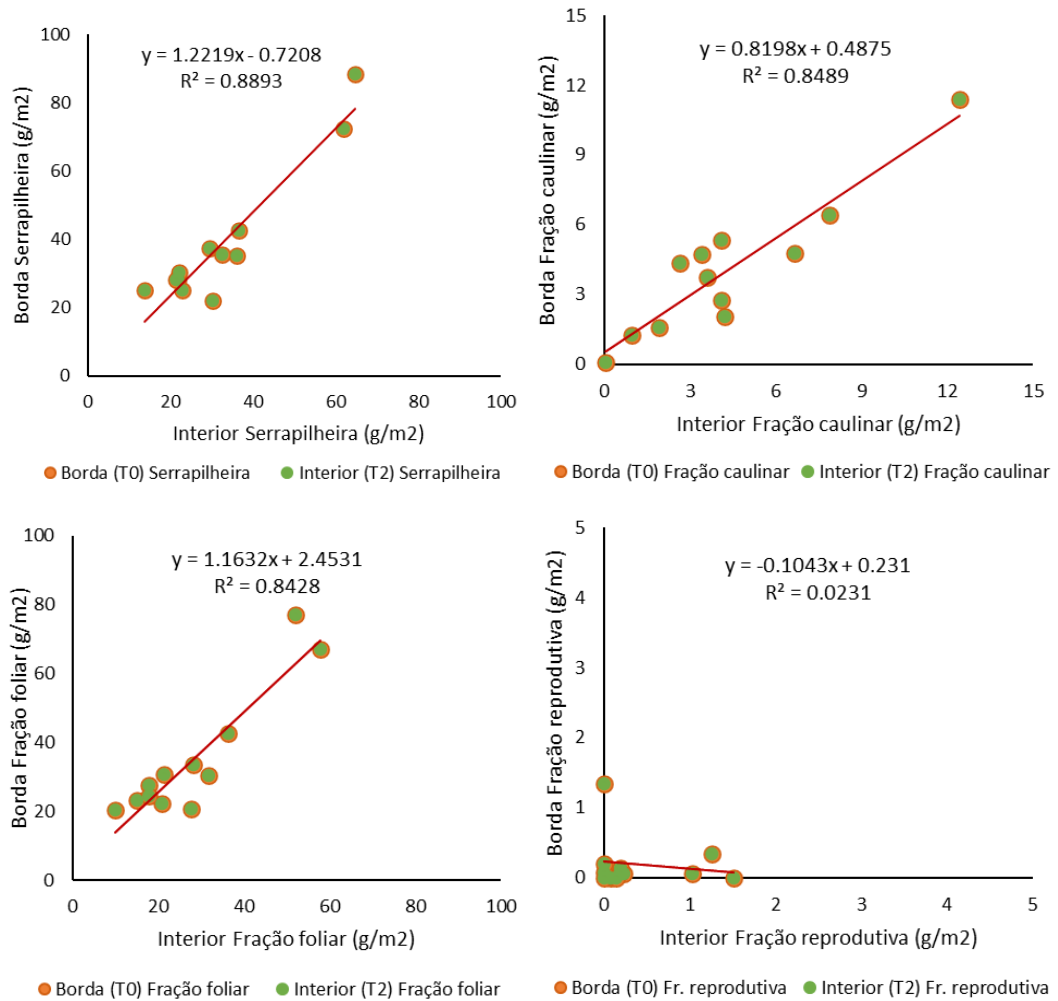 y = 1.2219x - 0.7208
R² = 0.8893
Borda Serrapilheira (g/m2)
100
80
60
40
20
0
0 20 40 60 80 100
Interior Serrapilheira (g/m2)
Borda (T0) Serrapilheira Interior (T2) Serrapilheira
y = 0.8198x + 0.4875
R² = 0.8489
Borda Fração caulinar (g/m2)
15
12
9
6
3
0
0 3 6 9 12 15
Interior Fração caulinar (g/m2)
Borda (T0) Fração caulinar Interior (T2) Fração caulinar
y = 1.1632x + 2.4531
R² = 0.8428
Borda Fração foliar (g/m2)
100
80
60
40
20
0
0 20 40 60 80 100
Interior Fração foliar (g/m2)
Borda (T0) Fração foliar Interior (T2) Fração foliar
y = -0.1043x + 0.231
R² = 0.0231
Borda Fração reprodutiva (g/m2)
5
4
3
2
1
0
0 1 2 3 4 5
Interior Fração reprodutiva (g/m2)
Borda (T0) Fr. reprodutiva Interior (T2) Fr. reprodutiva